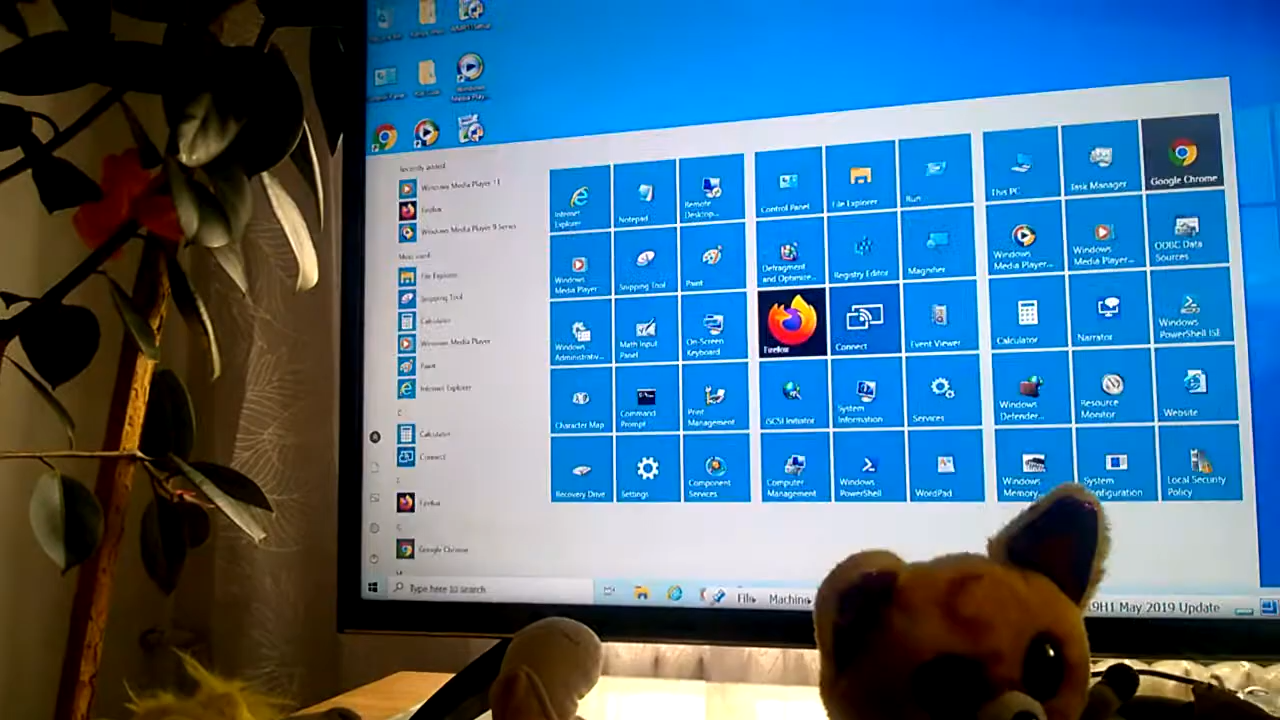 Recently added
Windows Media Player 11
Firefox
Windows Media Player 9 Series
Most used
File Explorer
Snipping Tool
Calculator
Windows Media Player
Paint
Internet Explorer
C
Calculator
Connect
Firefox
G
Google Chrome
Internet
Explorer
Notepad
Remote
Desktop...
Windows
Media Player
Snipping Tool
Paint
Windows
Administrativ...
Math Input
Panel
On-Screen
Keyboard
Character Map
Command
Prompt
Print
Management
Recovery Drive
Settings
Component
Services
Control Panel
File Explorer
Run
Defragment
and Optimize...
Registry Editor
Magnifier
Firefox
Connect
Event Viewer
iSCSI Initiator
System
Information
Services
Computer
Management
Windows
PowerShell
WordPad
This PC
Task Manager
Google Chrome
Windows
Media Player...
Windows
Media Player...
ODBC Data
Sources
Calculator
Narrator
Windows
PowerShell ISE
Windows
Defender...
Resource
Monitor
Website
Windows
Memory...
System
Configuration
Local Security
Policy
Type here to search
File
Machine
19H1 May 2019 Update